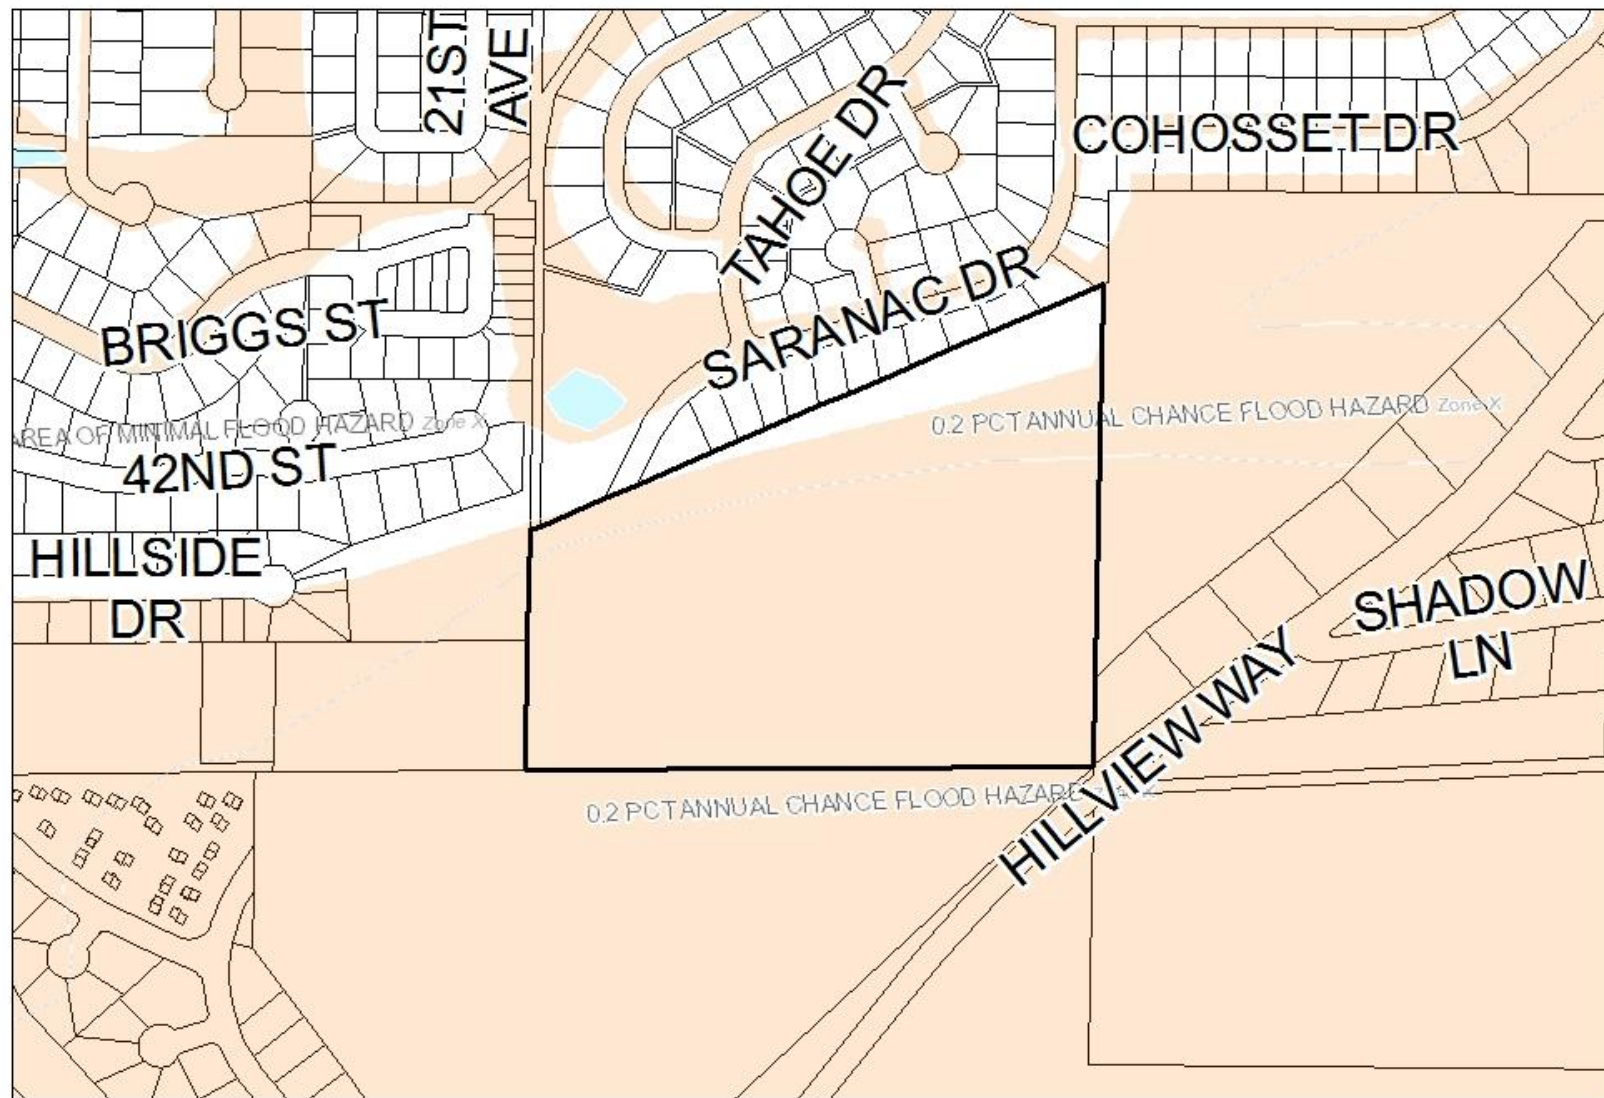 21ST
AVE
COHOSSET DR
TAHOE DR
SARANAC DR
BRIGGS ST
0.2 PCT ANNUAL CHANCE FLOOD HAZARD Zone X
AREA OF MINIMAL FLOOD HAZARD Zone X
42ND ST
HILLSIDE
DR
SHADOW
LN
HILLVIEW WAY
0.2 PCT ANNUAL CHANCE FLOOD HAZARD